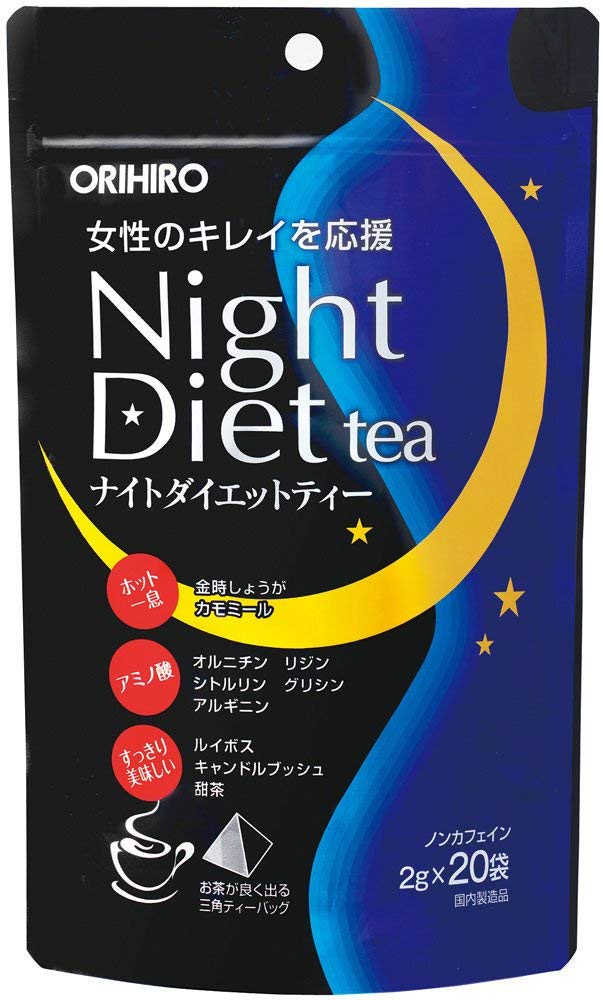 ORIHIRO
女性のキレイを応援
Night
Diet tea
ナイトダイエットティー
ホット
一息
金時しょうが
カモミール
アミノ酸
オルニチン リジン
シトルリン グリシン
アルギニン
すっきり
美味しい
ルイボス
キャンドルブッシュ
甜茶
お茶が良く出る
三角ティーバッグ
ノンカフェイン
2g×20袋
国内製造品